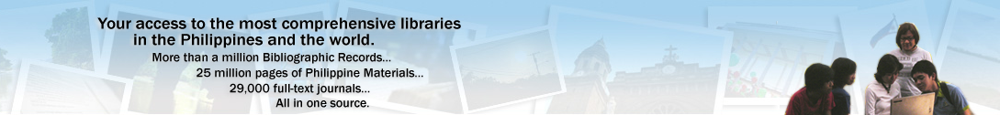 Your access to the most comprehensive libraries
in the Philippines and the world.
More than a million Bibliographic Records...
25 million pages of Philippine Materials...
29,000 full-text journals...
All in one source.